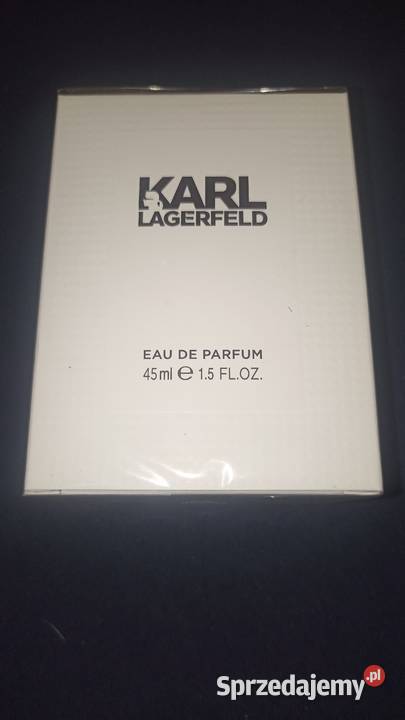 KARL
LAGERFELD
EAU DE PARFUM
45ml e 1.5 FL.OZ.
Sprzedajemy.pl